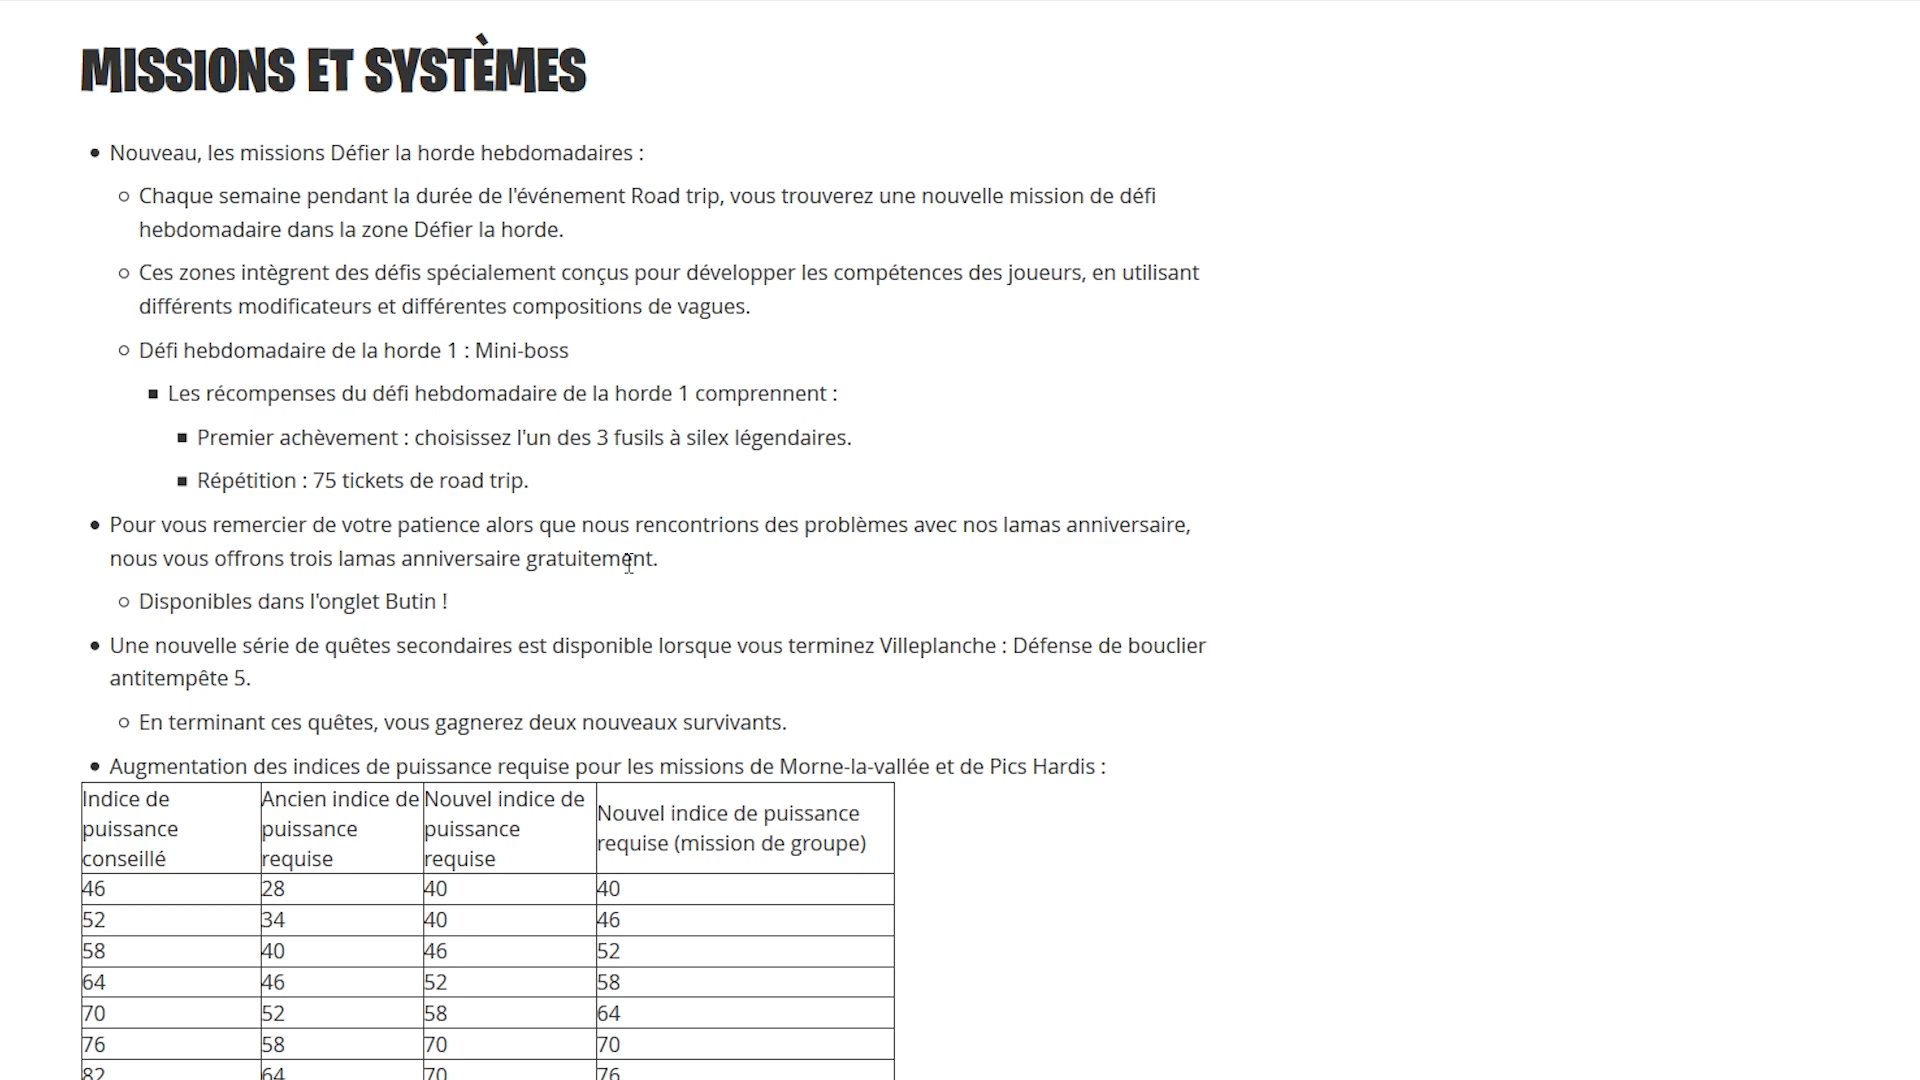 MISSIONS ET SYSTÈMES
Nouveau, les missions Défier la horde hebdomadaires :
Chaque semaine pendant la durée de l'événement Road trip, vous trouverez une nouvelle mission de défi
hebdomadaire dans la zone Défier la horde.
Ces zones intègrent des défis spécialement conçus pour développer les compétences des joueurs, en utilisant
différents modificateurs et différentes compositions de vagues.
Défi hebdomadaire de la horde 1 : Mini-boss
Les récompenses du défi hebdomadaire de la horde 1 comprennent :
Premier achèvement : choisissez l'un des 3 fusils à silex légendaires.
Répétition : 75 tickets de road trip.
Pour vous remercier de votre patience alors que nous rencontrions des problèmes avec nos lamas anniversaire,
nous vous offrons trois lamas anniversaire gratuitement.
Disponibles dans l'onglet Butin !
Une nouvelle série de quêtes secondaires est disponible lorsque vous terminez Villeplanche : Défense de bouclier
antitempête 5.
En terminant ces quêtes, vous gagnerez deux nouveaux survivants.
Augmentation des indices de puissance requise pour les missions de Morne-la-vallée et de Pics Hardis :
Indice de
puissance
conseillé
Ancien indice de
puissance
requise
Nouvel indice de
puissance
requise
Nouvel indice de puissance
requise (mission de groupe)
46 28 40 40
52 34 40 46
58 40 46 52
64 46 52 58
70 52 58 64
76 58 70 70
82 64 70 76